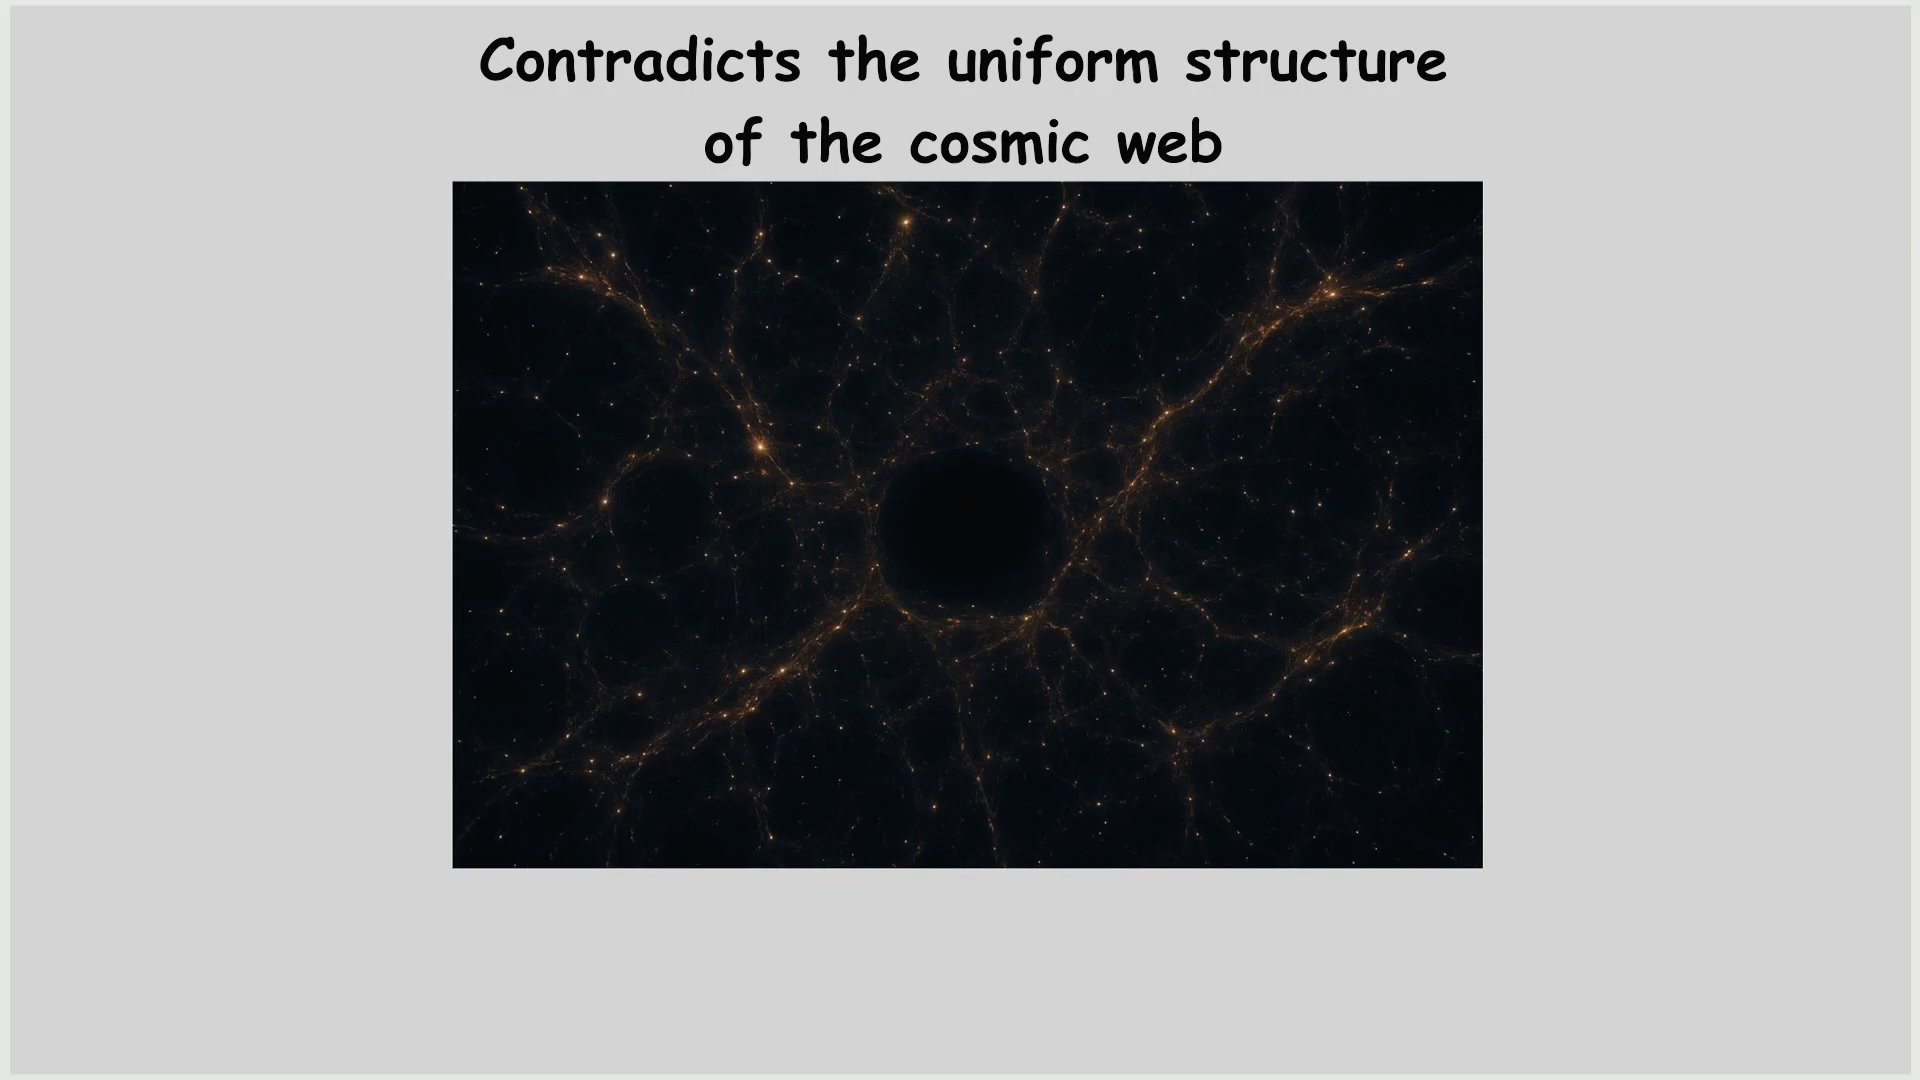 Contradicts the uniform structure
of the cosmic web